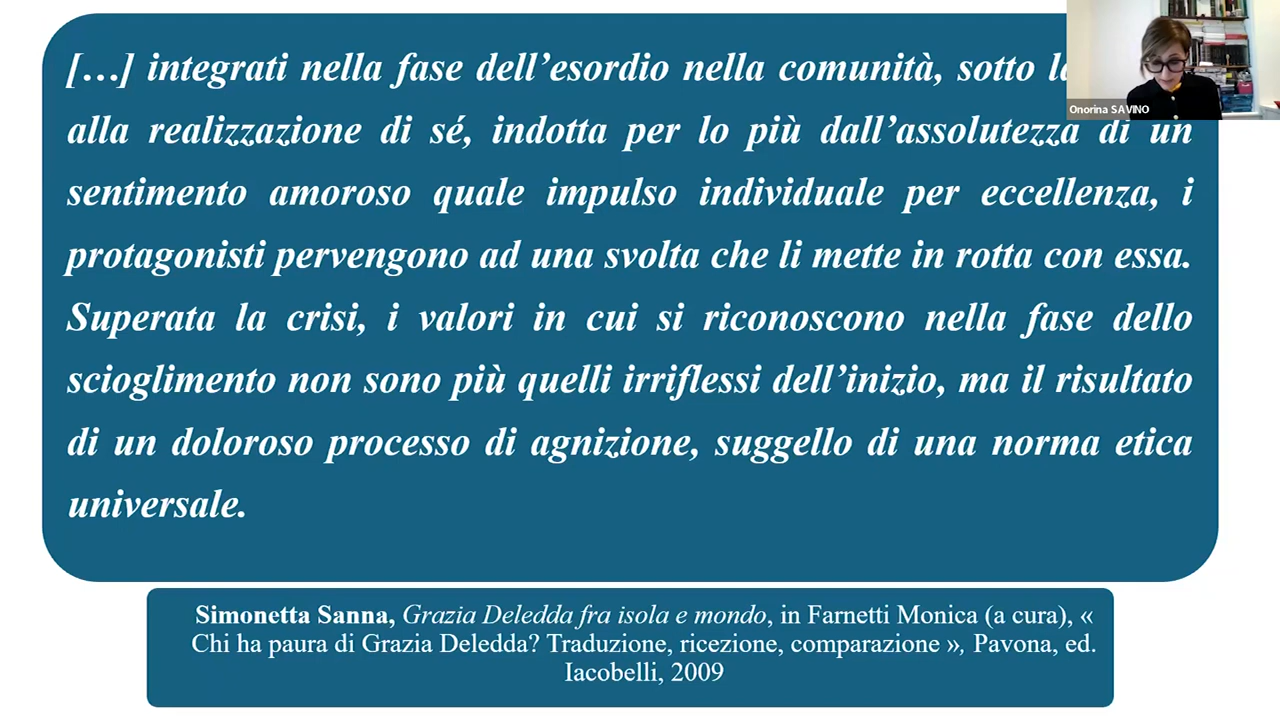 […] integrati nella fase dell’esordio nella comunità, sotto
alla realizzazione di sé, indotta per lo più dall’assolutezza di un
sentimento amoroso quale impulso individuale per eccellenza, i
protagonisti pervengono ad una svolta che li mette in rotta con essa.
Superata la crisi, i valori in cui si riconoscono nella fase dello
scioglimento non sono più quelli irriflessi dell’inizio, ma il risultato
di un doloroso processo di agnizione, suggello di una norma etica
universale.
Onorina SAVINO
Simonetta Sanna, Grazia Deledda fra isola e mondo, in Farnetti Monica (a cura), «
Chi ha paura di Grazia Deledda? Traduzione, ricezione, comparazione », Pavona, ed.
Iacobelli, 2009